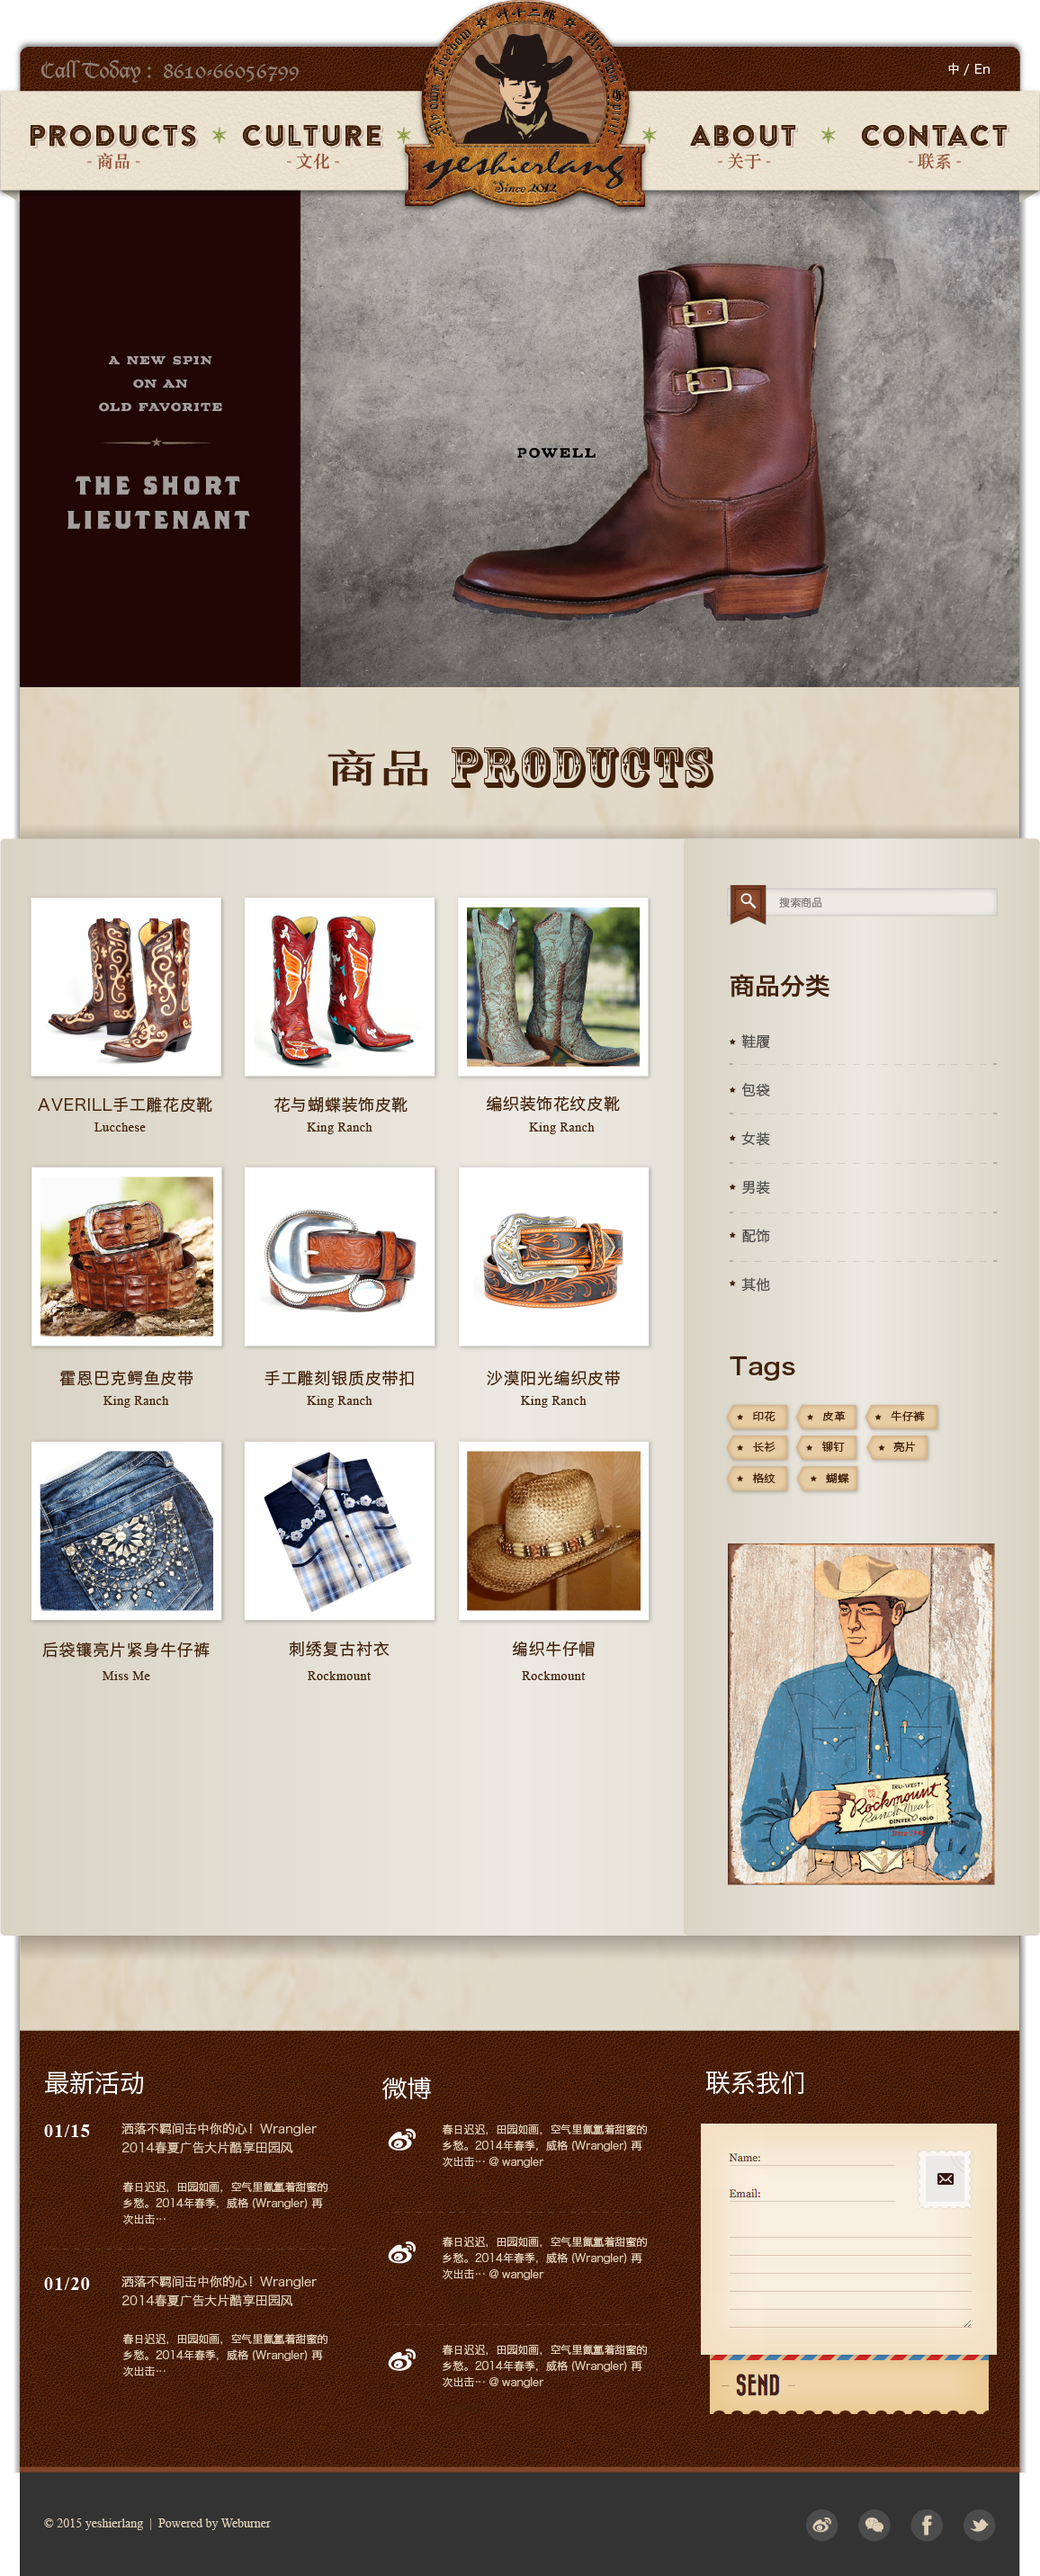 Call Today : 8610-66056799
叶十二郎
My own Freedom
My own Spirit
yeshierlang
Since 2012
中 / En
PRODUCTS
- 商品 -
CULTURE
- 文化 -
ABOUT
- 关于 -
CONTACT
- 联系 -
A NEW SPIN
ON AN
OLD FAVORITE
THE SHORT
LIEUTENANT
POWELL
商品 PRODUCTS
AVERILL手工雕花皮靴
Lucchese
花与蝴蝶装饰皮靴
King Ranch
编织装饰花纹皮靴
King Ranch
霍恩巴克鳄鱼皮带
King Ranch
手工雕刻银质皮带扣
King Ranch
沙漠阳光编织皮带
King Ranch
后袋镶亮片紧身牛仔裤
Miss Me
刺绣复古衬衣
Rockmount
编织牛仔帽
Rockmount
搜索商品
商品分类
鞋履
包袋
女装
男装
配饰
其他
Tags
印花
皮革
牛仔裤
长衫
铆钉
亮片
格纹
蝴蝶
TRU-WEST
Rockmount
Ranch Wear
DENVER COLO
最新活动
01/15
洒落不羁间击中你的心！Wrangler
2014春夏广告大片酷享田园风
春日迟迟，田园如画，空气里氤氲着甜蜜的
乡愁。2014年春季，威格 (Wrangler) 再
次出击…
01/20
洒落不羁间击中你的心！Wrangler
2014春夏广告大片酷享田园风
春日迟迟，田园如画，空气里氤氲着甜蜜的
乡愁。2014年春季，威格 (Wrangler) 再
次出击…
微博
春日迟迟，田园如画，空气里氤氲着甜蜜的
乡愁。2014年春季，威格 (Wrangler) 再
次出击… @ wangler
春日迟迟，田园如画，空气里氤氲着甜蜜的
乡愁。2014年春季，威格 (Wrangler) 再
次出击… @ wangler
春日迟迟，田园如画，空气里氤氲着甜蜜的
乡愁。2014年春季，威格 (Wrangler) 再
次出击… @ wangler
联系我们
Name:
Email:
- SEND -
© 2015 yeshierlang | Powered by Weburner